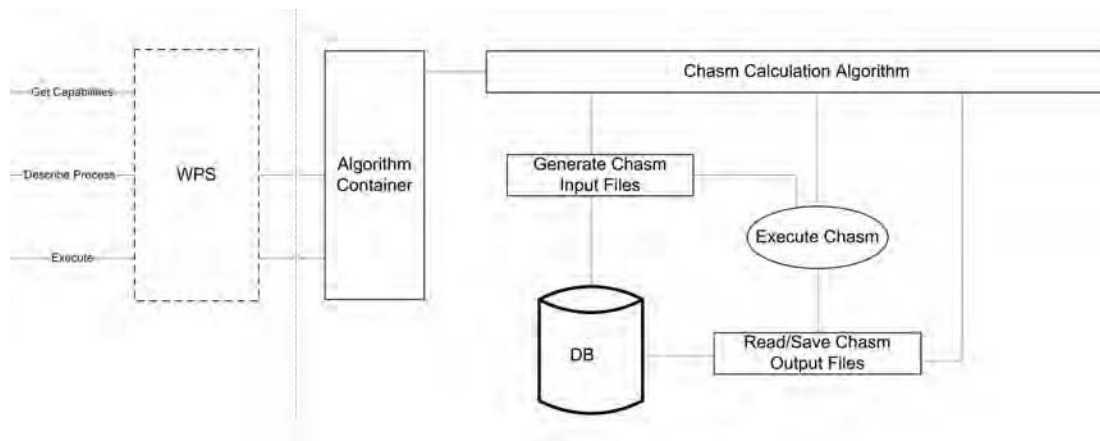 Chasm Calculation Algorithm
Get Capabilities
Describe Process
Execute
WPS
Algorithm
Container
Generate Chasm
Input Files
Execute Chasm
DB
Read/Save Chasm
Output Files